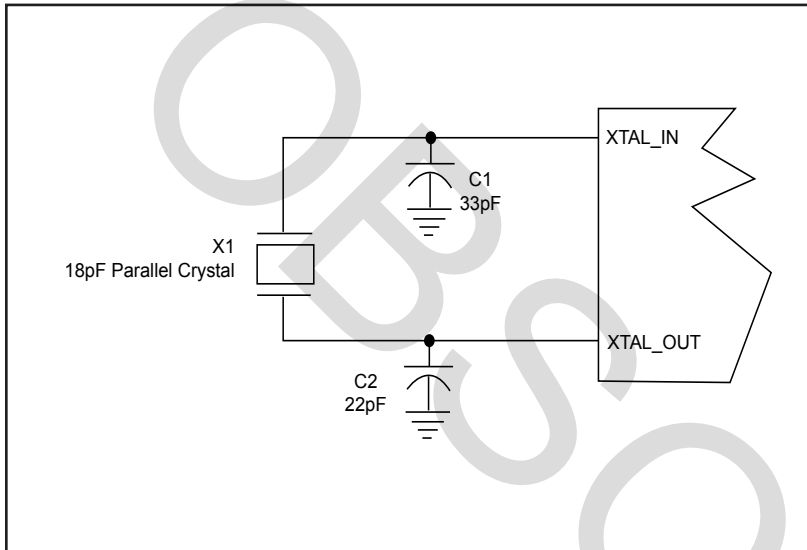 XTAL_IN
C1
33pF
X1
18pF Parallel Crystal
XTAL_OUT
C2
22pF
OBSO